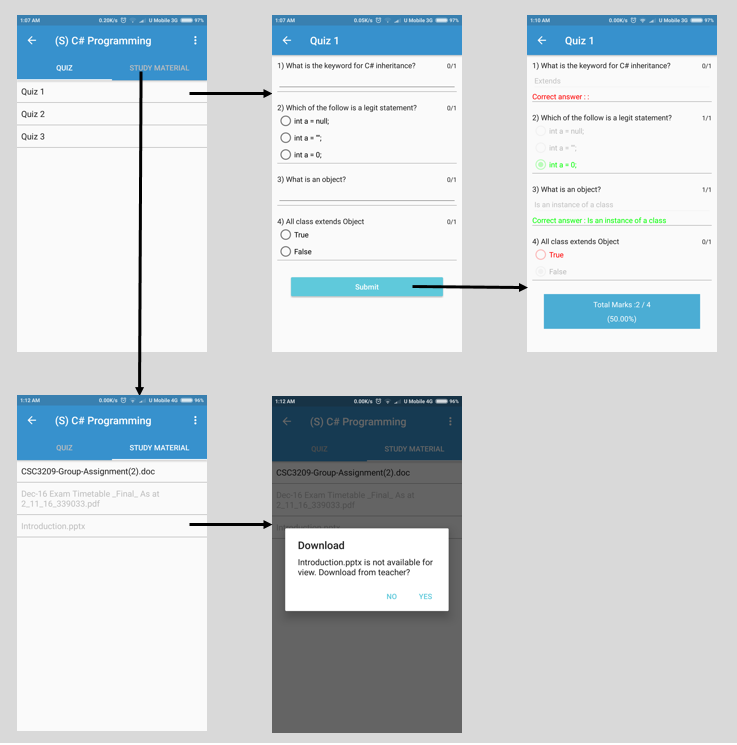 1:07 AM 0.20K/s U Mobile 3G 97%
(S) C# Programming
QUIZ STUDY MATERIAL
Quiz 1
Quiz 2
Quiz 3
1:07 AM 0.05K/s U Mobile 3G 97%
Quiz 1
1) What is the keyword for C# inheritance? 0/1
2) Which of the follow is a legit statement? 0/1
int a = null;
int a = "";
int a = 0;
3) What is an object? 0/1
4) All class extends Object 0/1
True
False
Submit
1:10 AM 0.00K/s U Mobile 3G 97%
Quiz 1
1) What is the keyword for C# inheritance? 0/1
Extends
Correct answer : :
2) Which of the follow is a legit statement? 1/1
int a = null;
int a = "";
int a = 0;
3) What is an object? 1/1
Is an instance of a class
Correct answer : Is an instance of a class
4) All class extends Object 0/1
True
False
Total Marks :2 / 4
(50.00%)
1:12 AM 0.00K/s U Mobile 4G 96%
(S) C# Programming
QUIZ STUDY MATERIAL
CSC3209-Group-Assignment(2).doc
Dec-16 Exam Timetable _Final_ As at
2_11_16_339033.pdf
Introduction.pptx
1:12 AM 0.00K/s U Mobile 4G 96%
(S) C# Programming
QUIZ STUDY MATERIAL
CSC3209-Group-Assignment(2).doc
Dec-16 Exam Timetable _Final_ As at
2_11_16_339033.pdf
Download
Introduction.pptx is not available for
view. Download from teacher?
NO YES